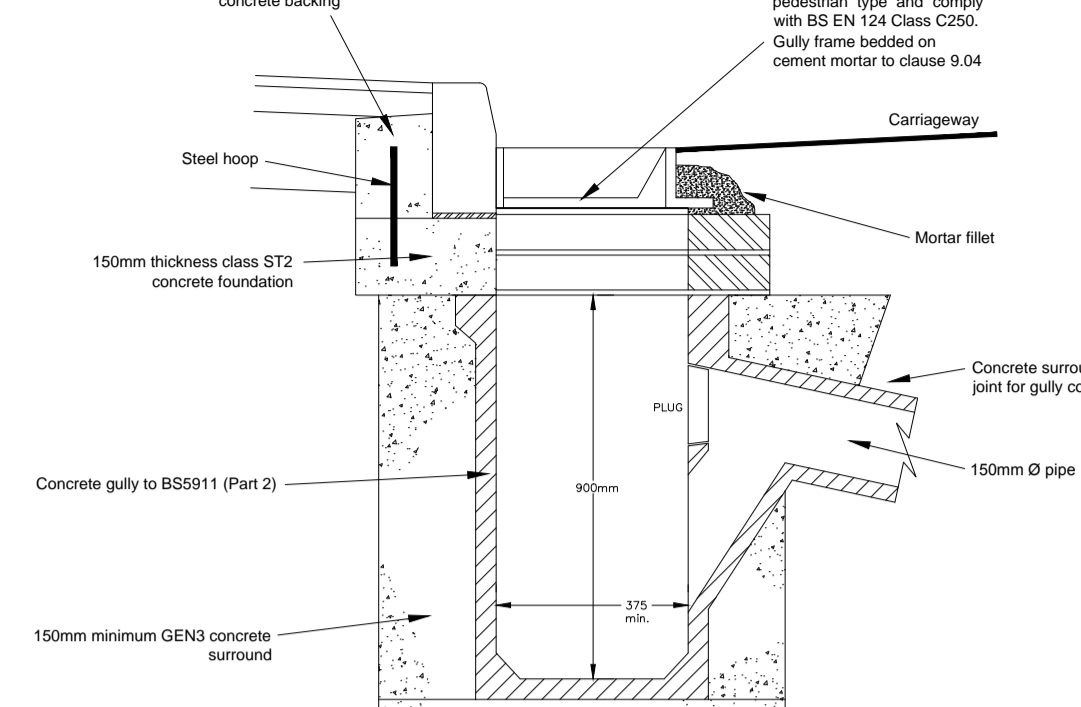 concrete backing
pedestrian type and comply
with BS EN 124 Class C250.
Gully frame bedded on
cement mortar to clause 9.04
Carriageway
Steel hoop
Mortar fillet
150mm thickness class ST2
concrete foundation
Concrete
joint for gully
PLUG
150mm Ø pipe
Concrete gully to BS5911 (Part 2)
900mm
375
min.
150mm minimum GEN3 concrete
surround